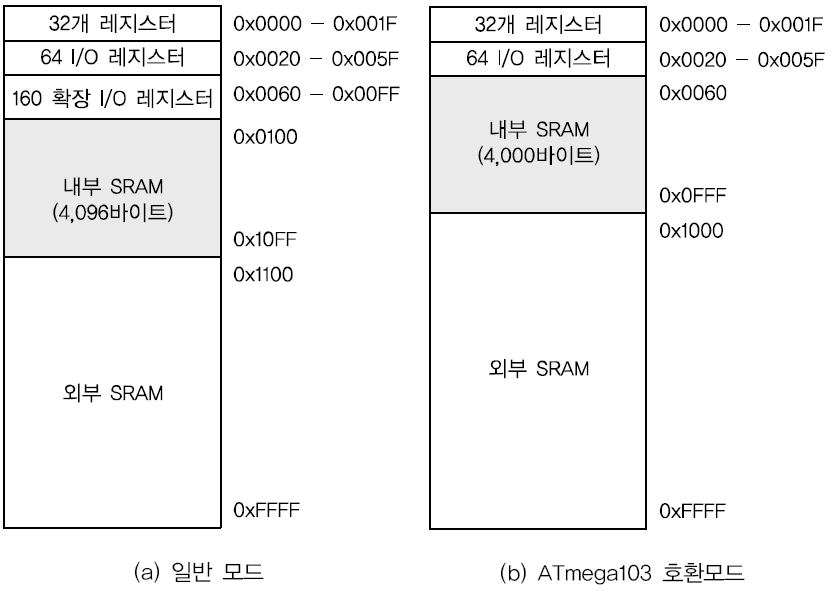 32개 레지스터
0x0000 – 0x001F
64 I/O 레지스터
0x0020 – 0x005F
160 확장 I/O 레지스터
0x0060 – 0x00FF
내부 SRAM
(4,096바이트)
0x0100
0x10FF
0x1100
외부 SRAM
0xFFFF
(a) 일반 모드
32개 레지스터
0x0000 – 0x001F
64 I/O 레지스터
0x0020 – 0x005F
0x0060
내부 SRAM
(4,000바이트)
0x0FFF
0x1000
외부 SRAM
0xFFFF
(b) ATmega103 호환모드